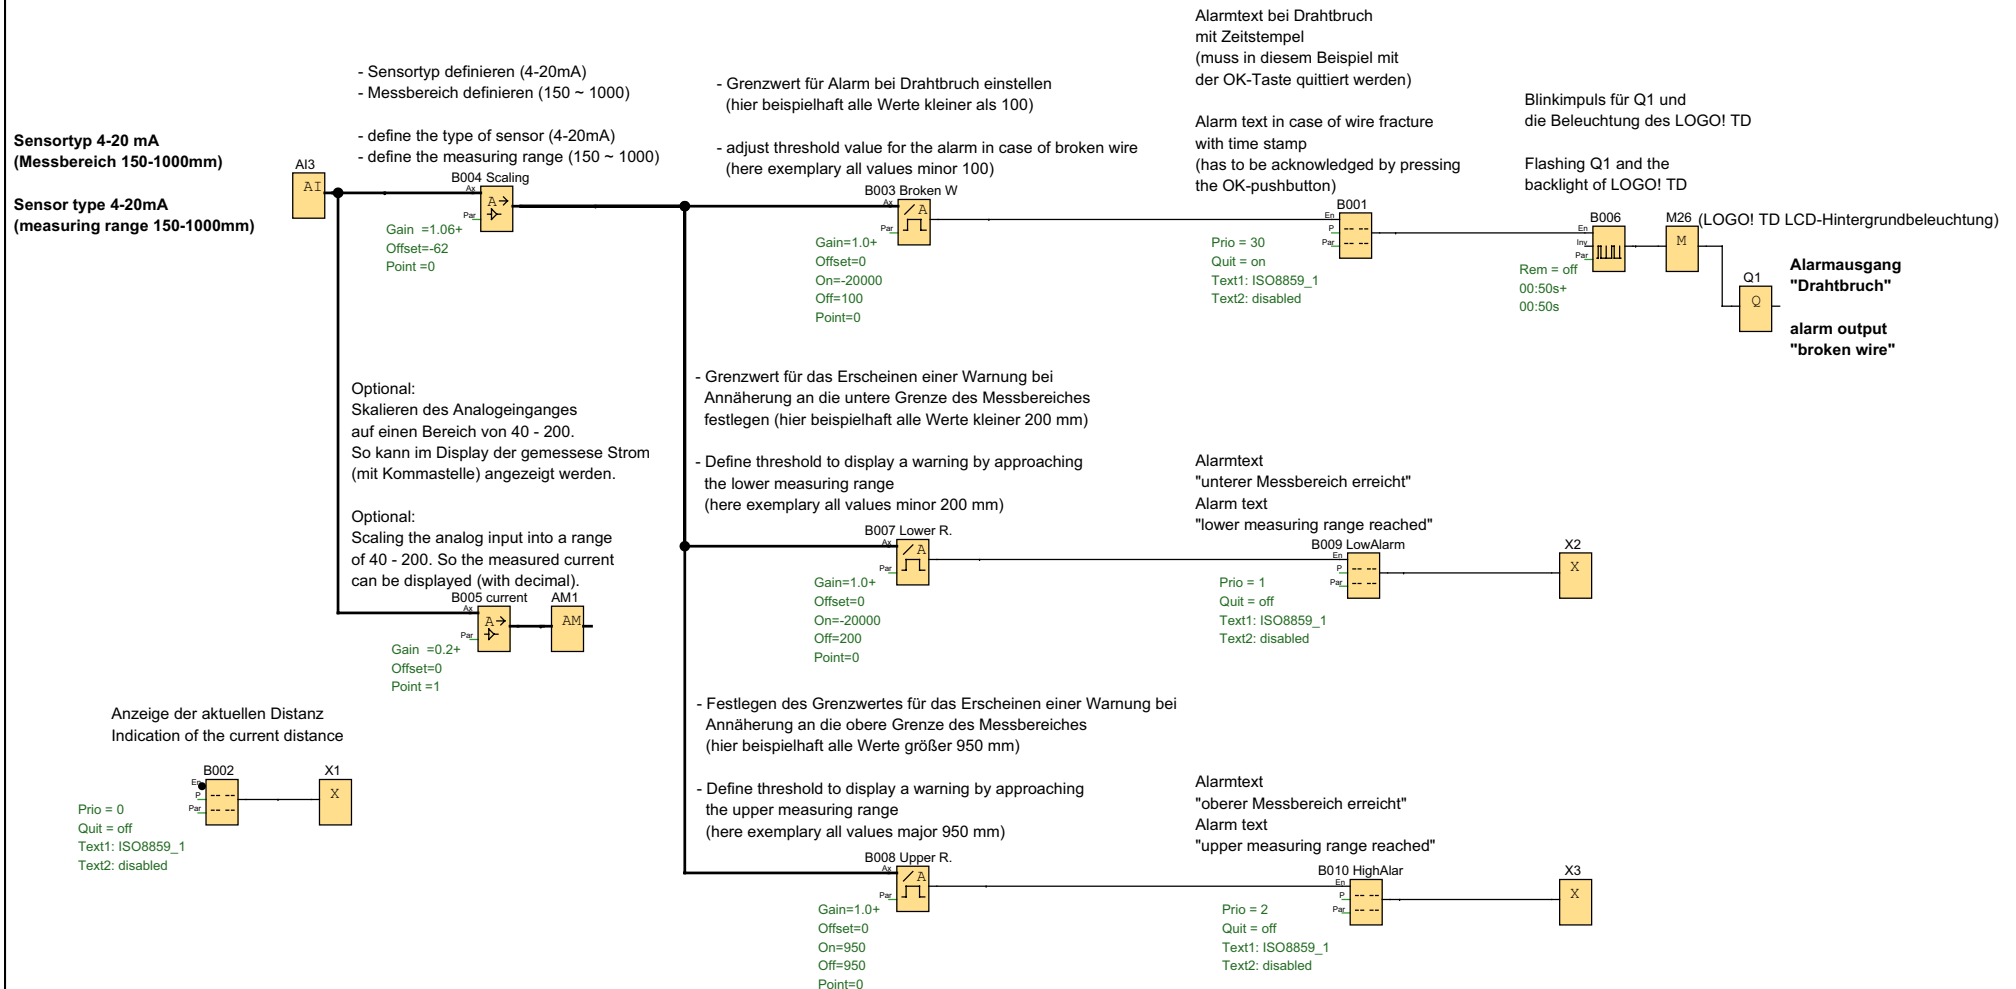 Sensortyp 4-20 mA
(Messbereich 150-1000mm)
Sensor type 4-20mA
(measuring range 150-1000mm)
AI3
AI
- Sensortyp definieren (4-20mA)
- Messbereich definieren (150 ~ 1000)
- define the type of sensor (4-20mA)
- define the measuring range (150 ~ 1000)
B004 Scaling
Ax
A→
Par
Gain =1.06+
Offset=-62
Point =0
- Grenzwert für Alarm bei Drahtbruch einstellen
(hier beispielhaft alle Werte kleiner als 100)
- adjust threshold value for the alarm in case of broken wire
(here exemplary all values minor 100)
B003 Broken W
Ax
A
Par
Gain=1.0+
Offset=0
On=-20000
Off=100
Point=0
Alarmtext bei Drahtbruch
mit Zeitstempel
(muss in diesem Beispiel mit
der OK-Taste quittiert werden)
Alarm text in case of wire fracture
with time stamp
(has to be acknowledged by pressing
the OK-pushbutton)
B001
En
P
Par
Prio = 30
Quit = on
Text1: ISO8859_1
Text2: disabled
Blinkimpuls für Q1 und
die Beleuchtung des LOGO! TD
Flashing Q1 and the
backlight of LOGO! TD
B006
En
Inv
Par
Rem = off
00:50s+
00:50s
M26 (LOGO! TD LCD-Hintergrundbeleuchtung)
M
Q1
Q
Alarmausgang
"Drahtbruch"
alarm output
"broken wire"
Optional:
Skalieren des Analogeinganges
auf einen Bereich von 40 - 200.
So kann im Display der gemessese Strom
(mit Kommastelle) angezeigt werden.
Optional:
Scaling the analog input into a range
of 40 - 200. So the measured current
can be displayed (with decimal).
B005 current
Ax
A→
Par
Gain =0.2+
Offset=0
Point =1
AM1
AM
- Grenzwert für das Erscheinen einer Warnung bei
Annäherung an die untere Grenze des Messbereiches
festlegen (hier beispielhaft alle Werte kleiner 200 mm)
- Define threshold to display a warning by approaching
the lower measuring range
(here exemplary all values minor 200 mm)
B007 Lower R.
Ax
A
Par
Gain=1.0+
Offset=0
On=-20000
Off=200
Point=0
Alarmtext
"unterer Messbereich erreicht"
Alarm text
"lower measuring range reached"
B009 LowAlarm
En
P
Par
Prio = 1
Quit = off
Text1: ISO8859_1
Text2: disabled
X2
X
Anzeige der aktuellen Distanz
Indication of the current distance
B002
En
P
Par
Prio = 0
Quit = off
Text1: ISO8859_1
Text2: disabled
X1
X
- Festlegen des Grenzwertes für das Erscheinen einer Warnung bei
Annäherung an die obere Grenze des Messbereiches
(hier beispielhaft alle Werte größer 950 mm)
- Define threshold to display a warning by approaching
the upper measuring range
(here exemplary all values major 950 mm)
B008 Upper R.
Ax
A
Par
Gain=1.0+
Offset=0
On=950
Off=950
Point=0
Alarmtext
"oberer Messbereich erreicht"
Alarm text
"upper measuring range reached"
B010 HighAlar
En
P
Par
Prio = 2
Quit = off
Text1: ISO8859_1
Text2: disabled
X3
X